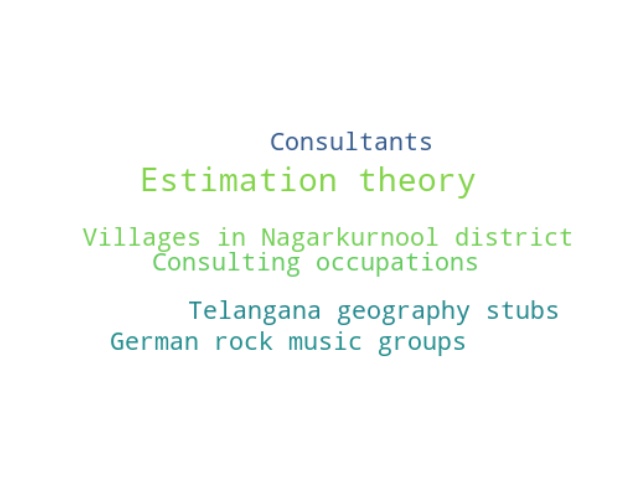 Consultants
Estimation theory
Villages in Nagarkurnool district
Consulting occupations
Telangana geography stubs
German rock music groups